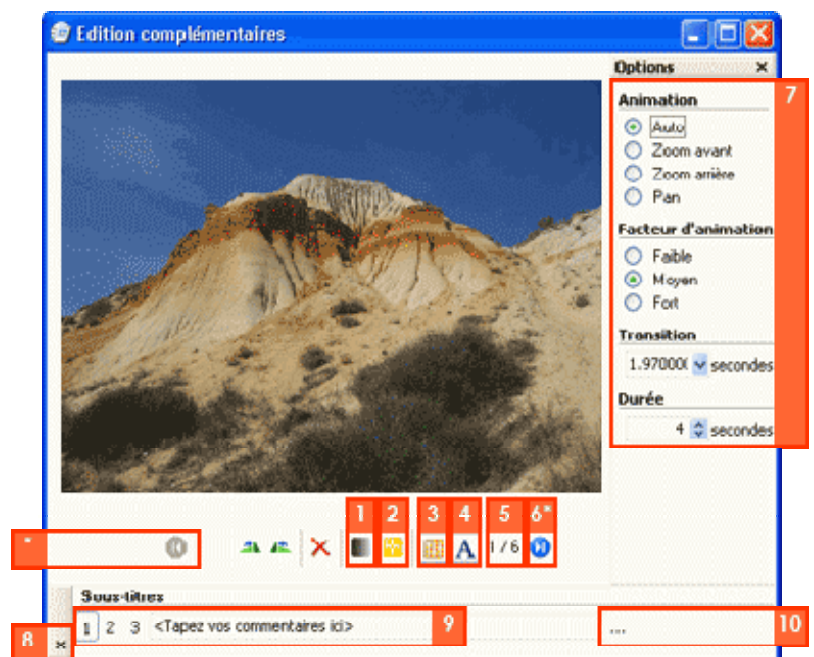 Edition complémentaires
Options
7
Animation
Auto
Zoom avant
Zoom arrière
Pan
Facteur d'animation
Faible
Moyen
Fort
Transition
1.970000 secondes
Durée
4 secondes
1 2 3 4 5 6*
*
A 1 / 6
Sous-titres
8
1 2 3 <Tapez vos commentaires ici> 9
... 10